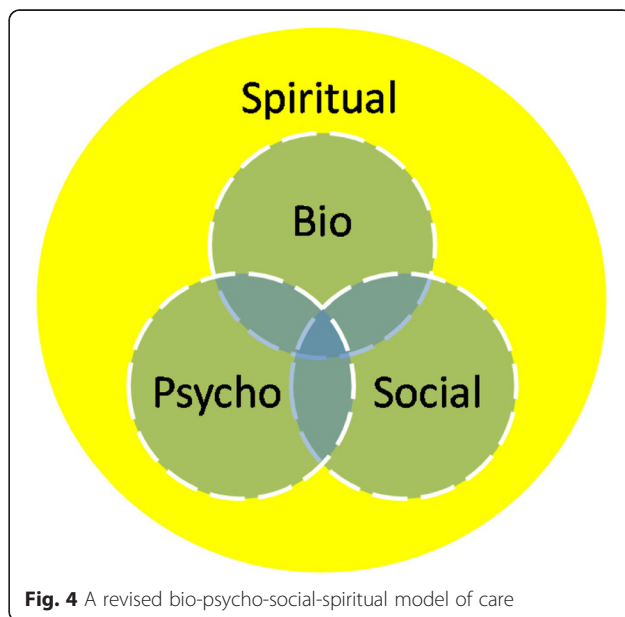 Spiritual
Bio
Psycho Social
Fig. 4 A revised bio-psycho-social-spiritual model of care